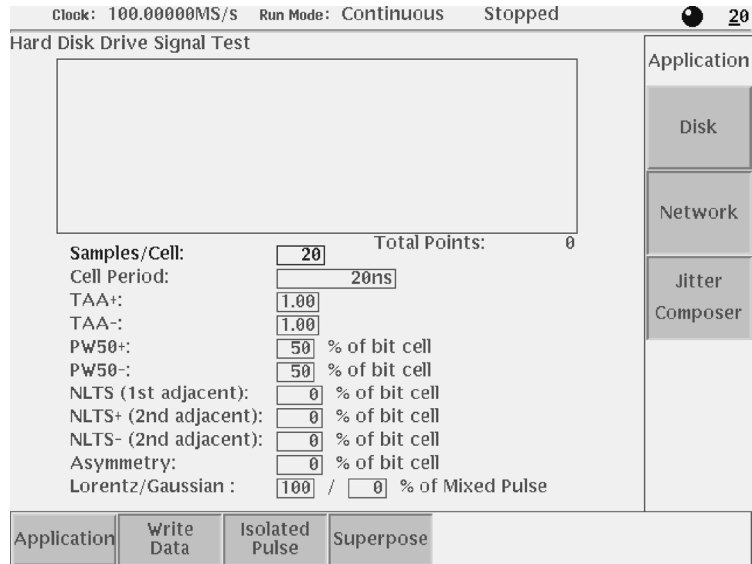 Clock: 100.00000MS/s Run Mode: Continuous Stopped 20
Hard Disk Drive Signal Test
Application
Disk
Network
Jitter
Composer
Total Points: 0
Samples/Cell: 20
Cell Period: 20ns
TAA+: 1.00
TAA-: 1.00
PW50+: 50 % of bit cell
PW50-: 50 % of bit cell
NLTS (1st adjacent): 0 % of bit cell
NLTS+ (2nd adjacent): 0 % of bit cell
NLTS- (2nd adjacent): 0 % of bit cell
Asymmetry: 0 % of bit cell
Lorentz/Gaussian : 100 / 0 % of Mixed Pulse
Application
Write
Data
Isolated
Pulse
Superpose